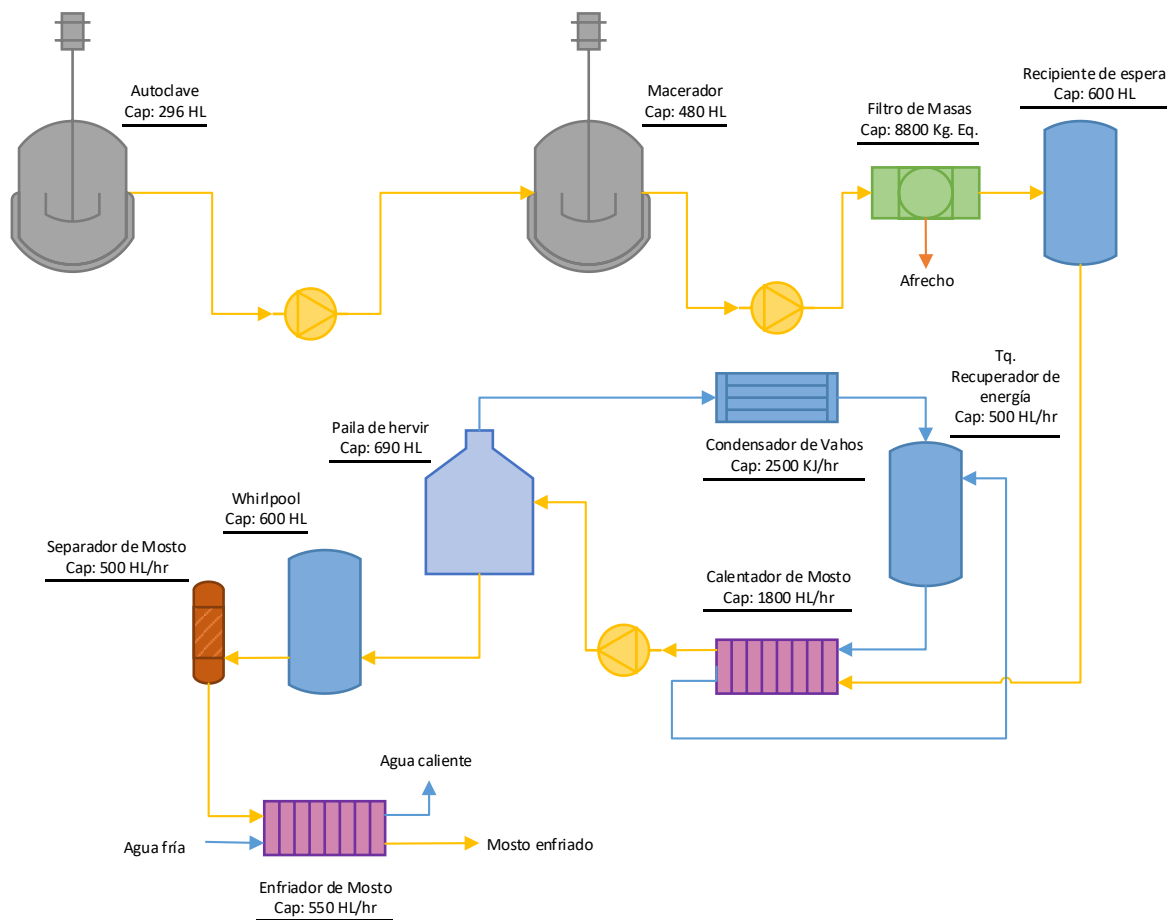 Autoclave
Cap: 296 HL
Macerador
Cap: 480 HL
Filtro de Masas
Cap: 8800 Kg. Eq.
Recipiente de espera
Cap: 600 HL
Afrecho
Tq.
Recuperador de
energía
Cap: 500 HL/hr
Condensador de Vahos
Cap: 2500 KJ/hr
Paila de hervir
Cap: 690 HL
Whirlpool
Cap: 600 HL
Separador de Mosto
Cap: 500 HL/hr
Calentador de Mosto
Cap: 1800 HL/hr
Agua caliente
Agua fría
Mosto enfriado
Enfriador de Mosto
Cap: 550 HL/hr